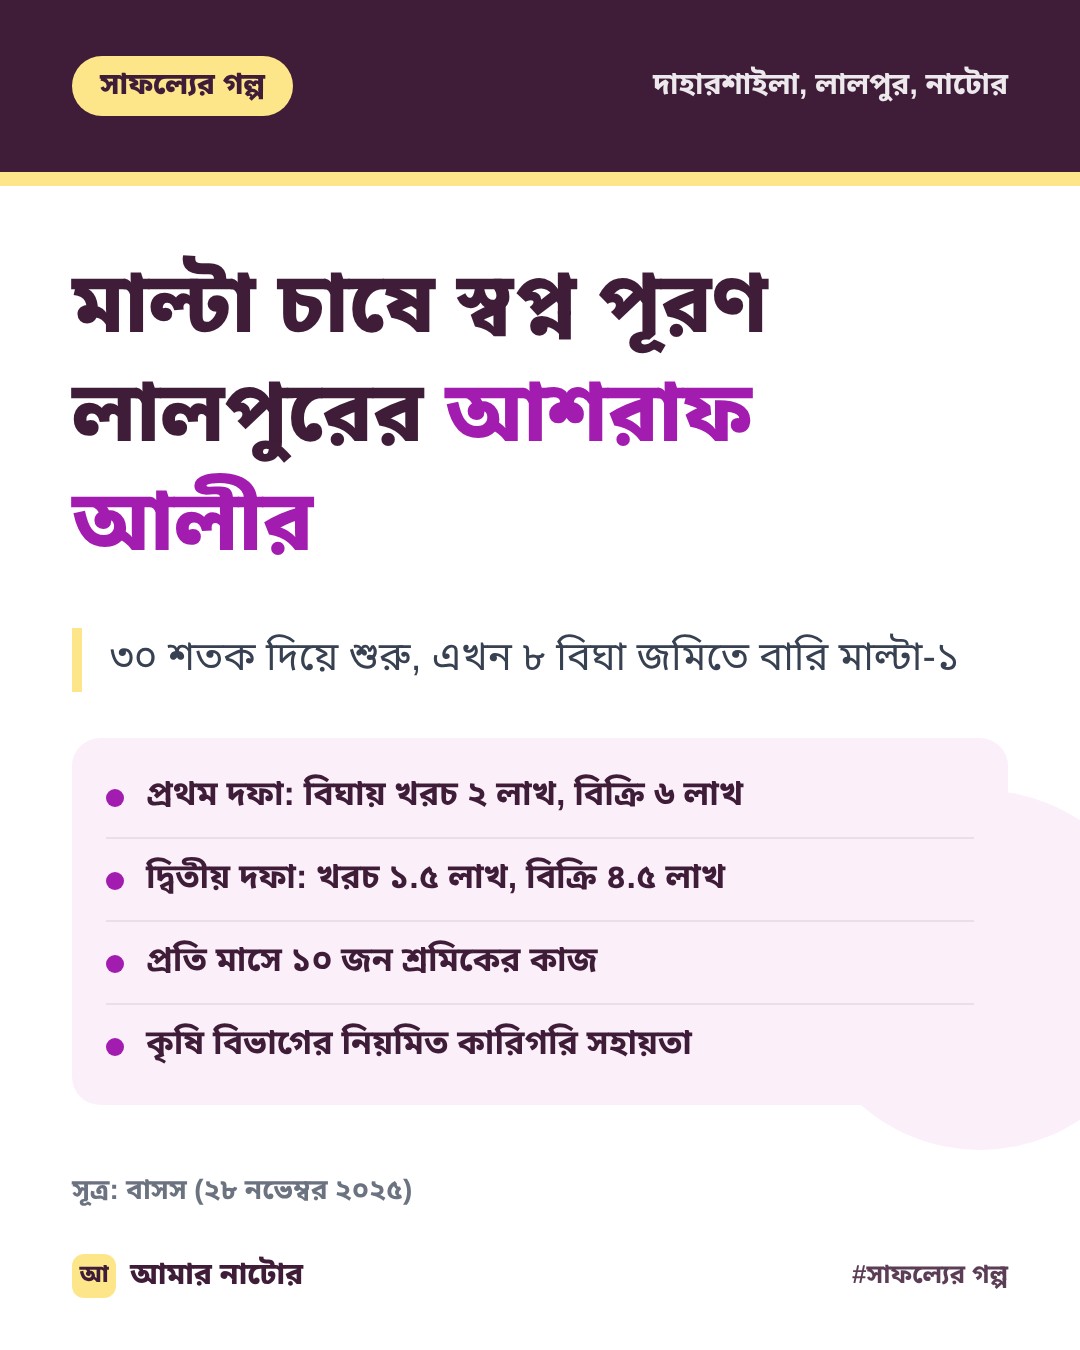 সাফল্যের গল্প
দাহারশাইলা, লালপুর, নাটোর
মাল্টা চাষে স্বপ্ন পূরণ
লালপুরের আশরাফ
আলীর
৩০ শতক দিয়ে শুরু, এখন ৮ বিঘা জমিতে বারি মাল্টা-১
প্রথম দফা: বিঘায় খরচ ২ লাখ, বিক্রি ৬ লাখ
দ্বিতীয় দফা: খরচ ১.৫ লাখ, বিক্রি ৪.৫ লাখ
প্রতি মাসে ১০ জন শ্রমিকের কাজ
কৃষি বিভাগের নিয়মিত কারিগরি সহায়তা
সূত্র: বাসস (২৮ নভেম্বর ২০২৫)
আ আমার নাটোর
#সাফল্যের গল্প